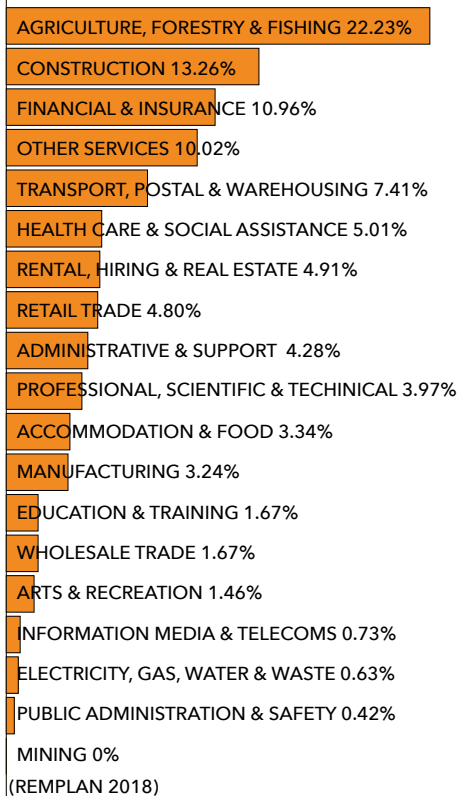 AGRICULTURE, FORESTRY & FISHING 22.23%
CONSTRUCTION 13.26%
FINANCIAL & INSURANCE 10.96%
OTHER SERVICES 10.02%
TRANSPORT, POSTAL & WAREHOUSING 7.41%
HEALTH CARE & SOCIAL ASSISTANCE 5.01%
RENTAL, HIRING & REAL ESTATE 4.91%
RETAIL TRADE 4.80%
ADMINISTRATIVE & SUPPORT 4.28%
PROFESSIONAL, SCIENTIFIC & TECHINICAL 3.97%
ACCOMMODATION & FOOD 3.34%
MANUFACTURING 3.24%
EDUCATION & TRAINING 1.67%
WHOLESALE TRADE 1.67%
ARTS & RECREATION 1.46%
INFORMATION MEDIA & TELECOMS 0.73%
ELECTRICITY, GAS, WATER & WASTE 0.63%
PUBLIC ADMINISTRATION & SAFETY 0.42%
MINING 0%
(REMPLAN 2018)